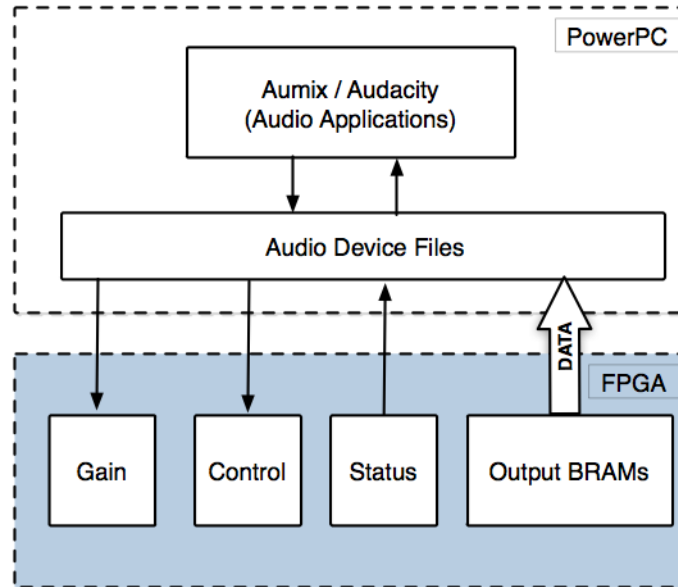 PowerPC
Aumix / Audacity
(Audio Applications)
Audio Device Files
DATA
FPGA
Gain
Control
Status
Output BRAMs